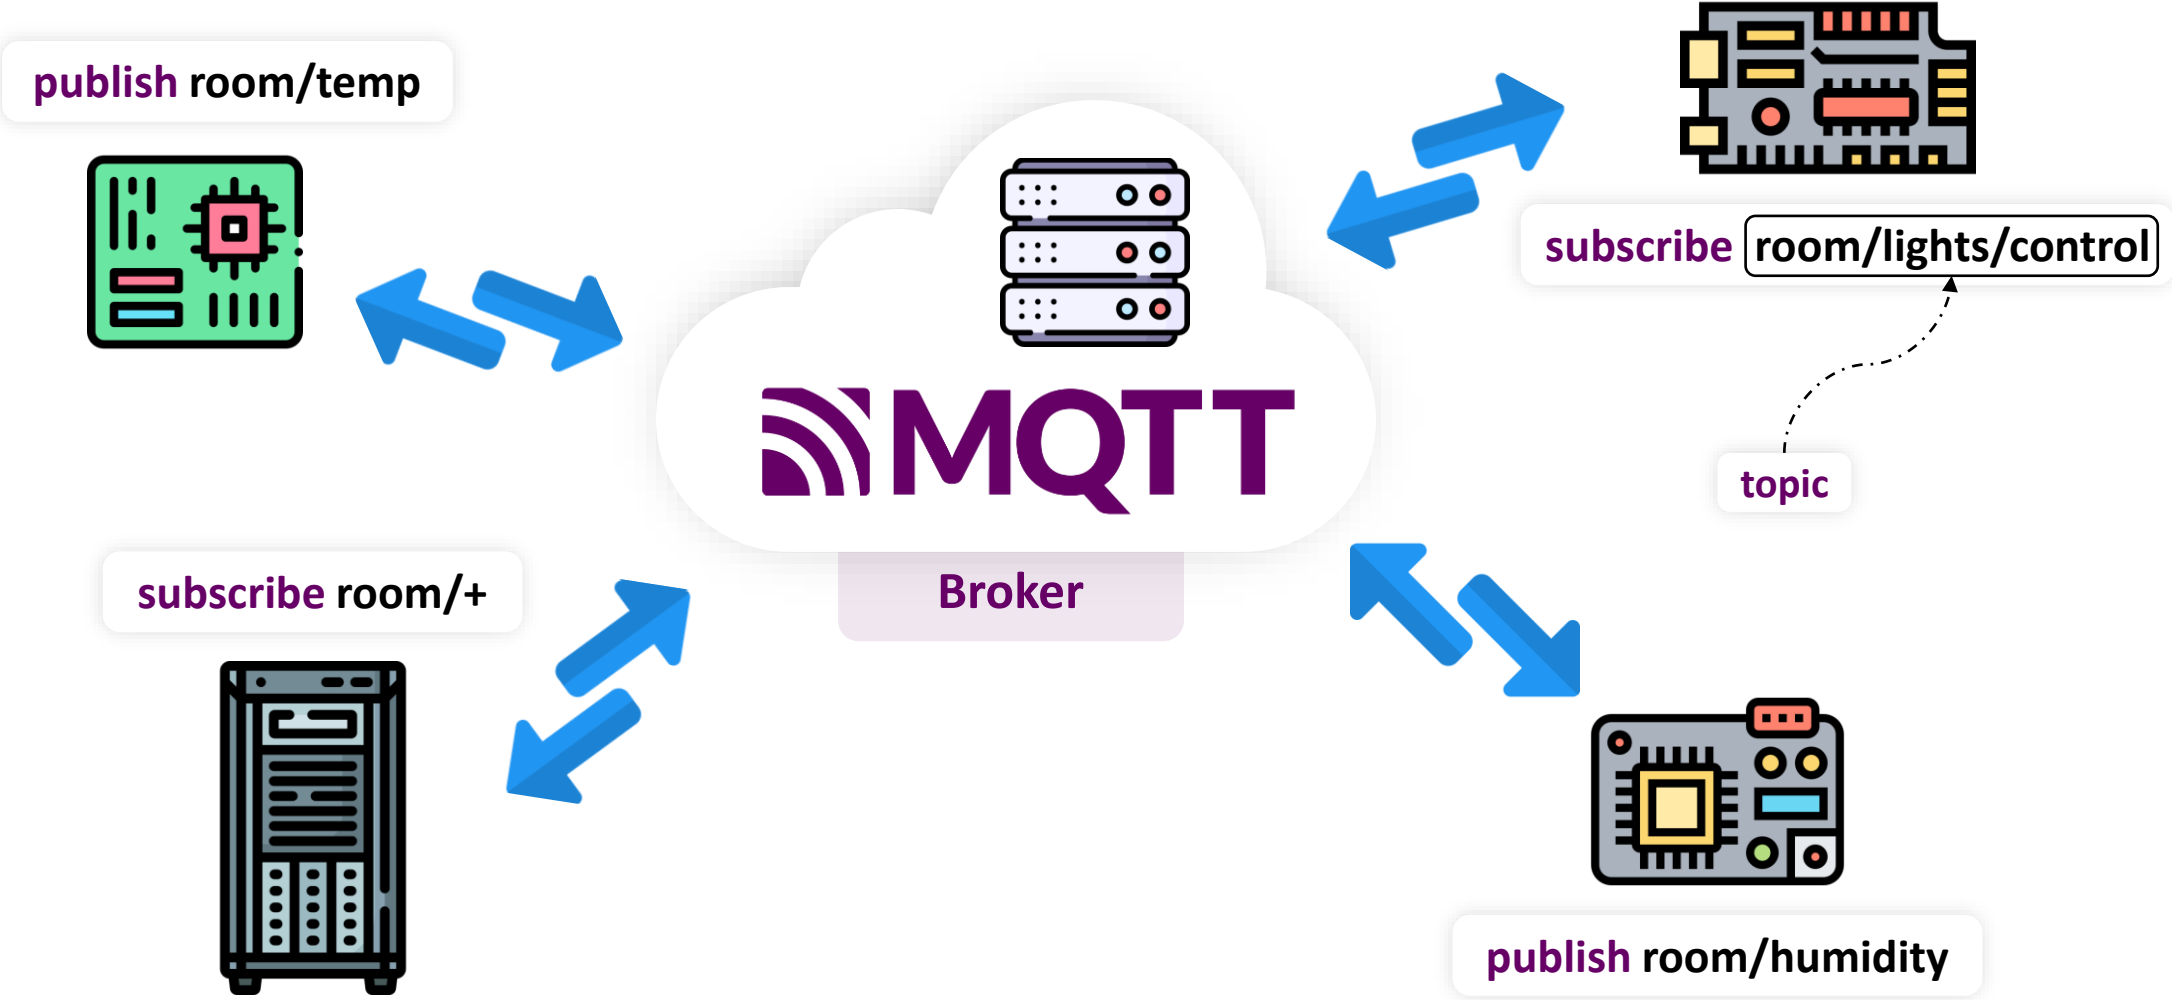 publish room/temp
subscribe room/lights/control
topic
MQTT
Broker
subscribe room/+
publish room/humidity